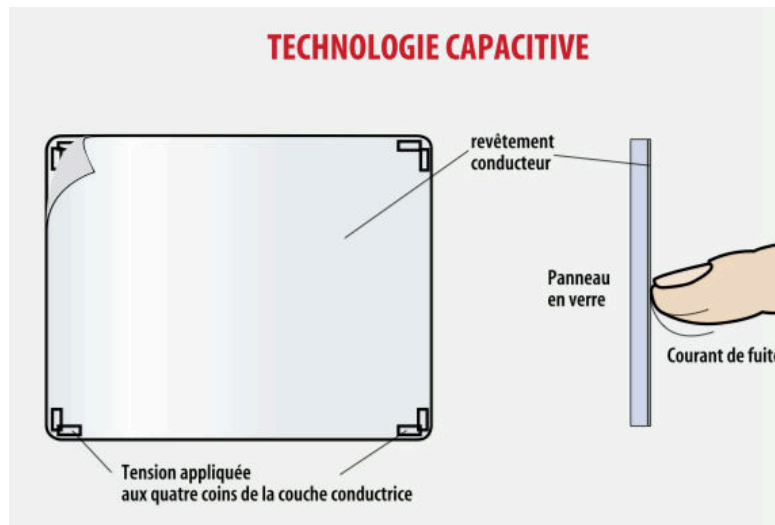 TECHNOLOGIE CAPACITIVE
revêtement
conducteur
Panneau
en verre
Courant de fuite
Tension appliquée
aux quatre coins de la couche conductrice